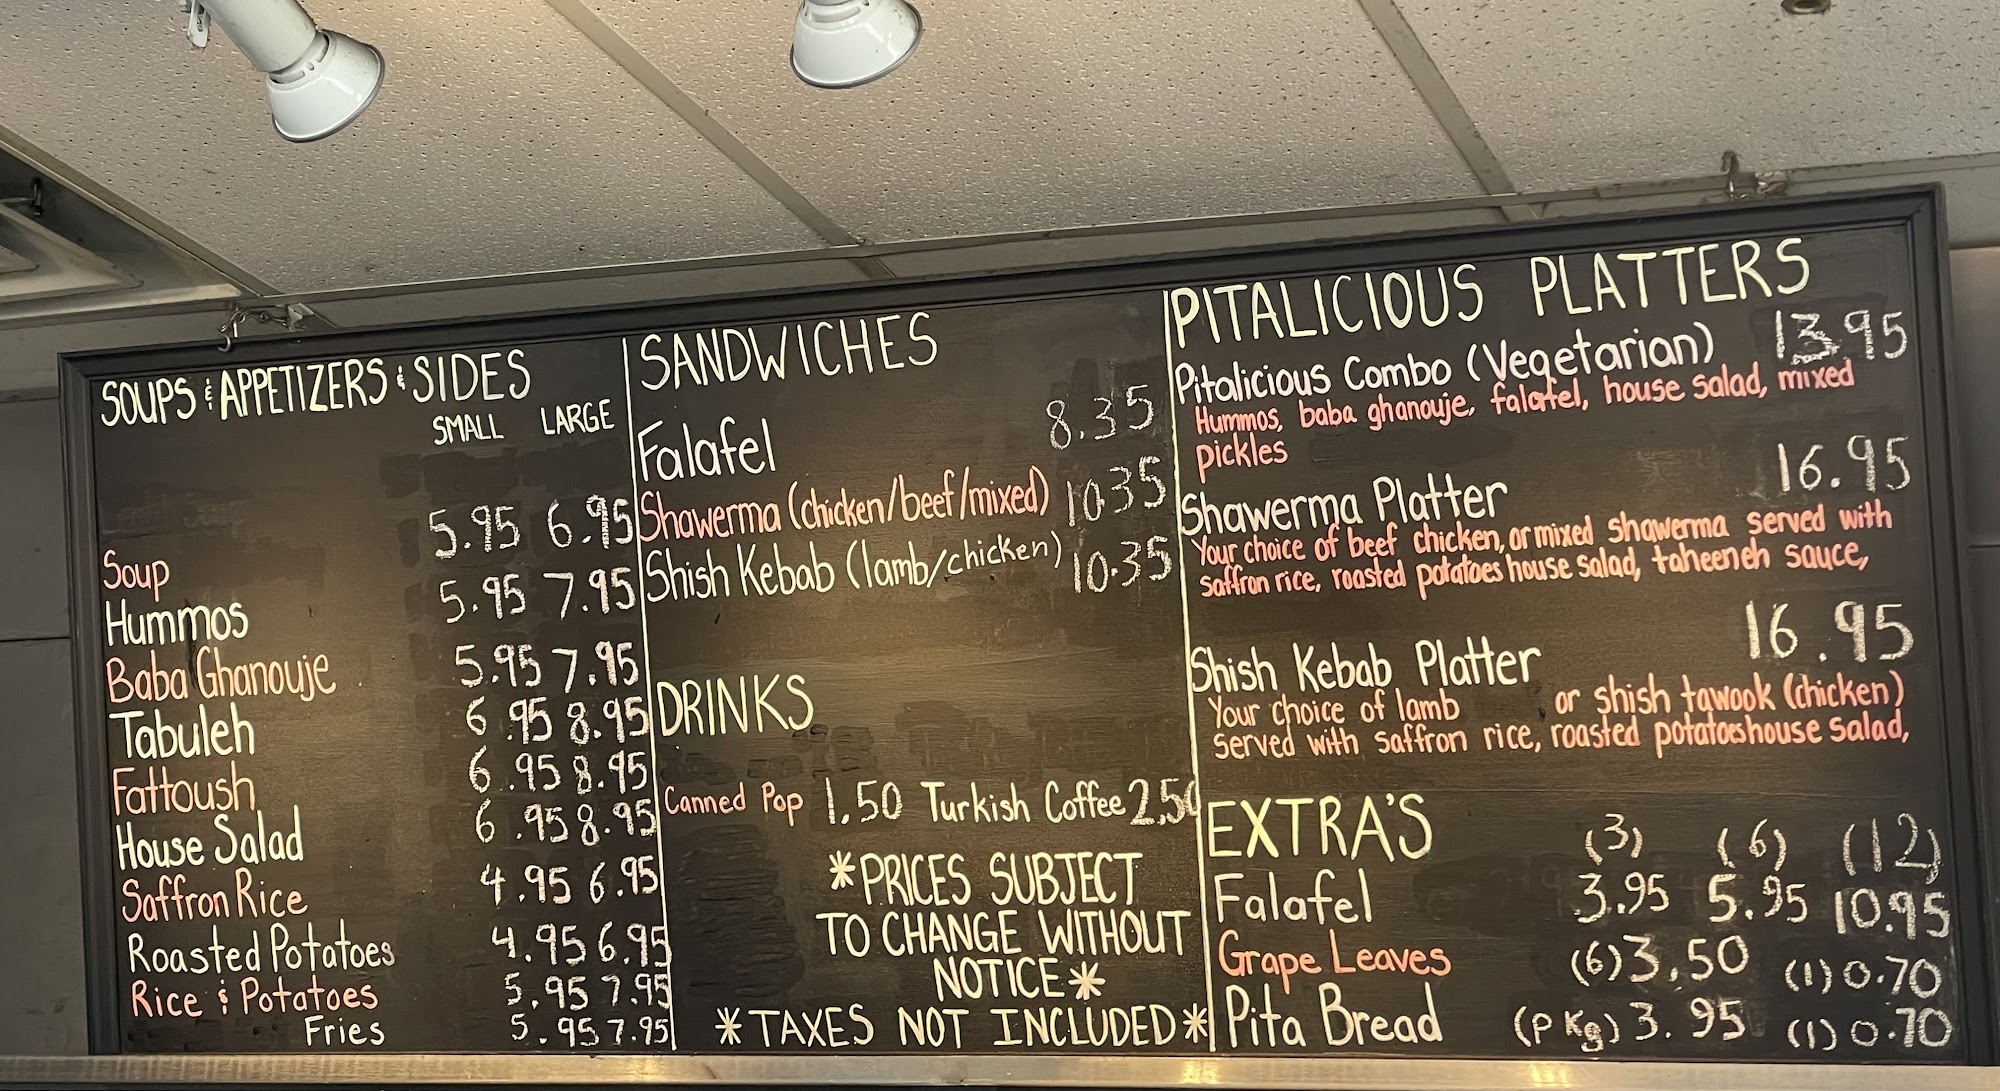 SOUPS & APPETIZERS & SIDES
SMALL LARGE
Soup 5.95 6.95
Hummos 5.95 7.95
Baba Ghanouje 5.95 7.95
Tabuleh 6.95 8.95
Fattoush 6.95 8.95
House Salad 6.95 8.95
Saffron Rice 4.95 6.95
Roasted Potatoes 4.95 6.95
Rice & Potatoes 5.95 7.95
Fries 5.95 7.95
SANDWICHES
Falafel 8.35
Shawerma (chicken/beef/mixed) 10.35
Shish Kebab (lamb/chicken) 10.35
DRINKS
Canned Pop 1.50 Turkish Coffee 2.50
*PRICES SUBJECT
TO CHANGE WITHOUT
NOTICE*
*TAXES NOT INCLUDED*
PITALICIOUS PLATTERS
Pitalicious Combo (Vegetarian) 13.95
Hummos, baba ghanouje, falafel, house salad, mixed
pickles
Shawerma Platter 16.95
Your choice of beef chicken, or mixed shawerma served with
saffron rice, roasted potatoes house salad, taheeneh sauce,
Shish Kebab Platter 16.95
Your choice of lamb or shish tawook (chicken)
served with saffron rice, roasted potatoes house salad,
EXTRA'S
(3) (6) (12)
Falafel 3.95 5.95 10.95
Grape Leaves (6) 3.50 (1) 0.70
Pita Bread (PKg) 3.95 (1) 0.70